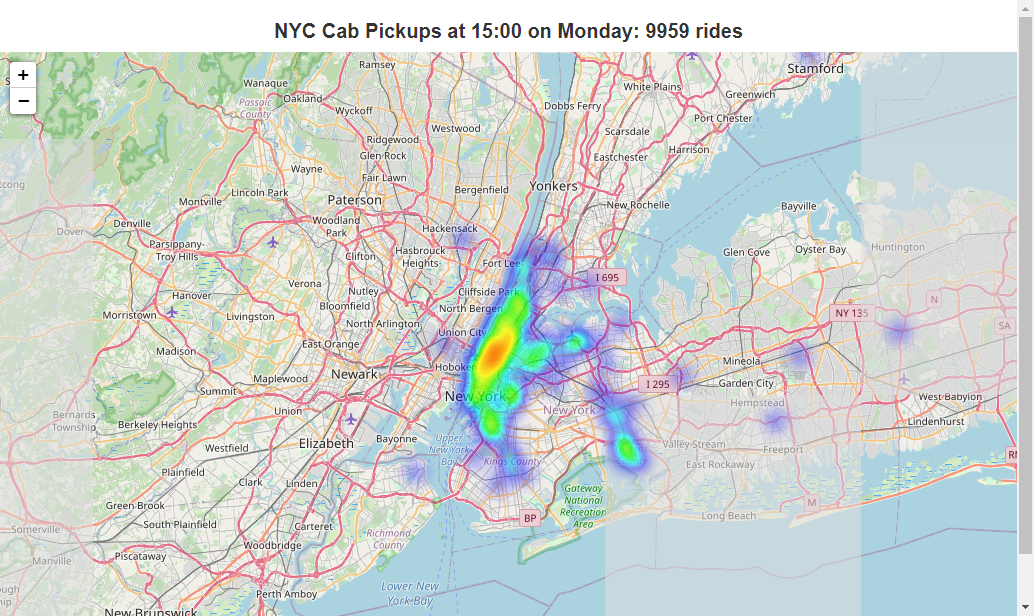 NYC Cab Pickups at 15:00 on Monday: 9959 rides
+
−
Ramsey
Stamford
Wanaque
White Plains
Greenwich
Oakland
Passaic
County
Wyckoff
Dobbs Ferry
Port Chester
Westwood
Scarsdale
Ridgewood
Harrison
Glen Rock
Eastchester
Wayne
Fair Lawn
Bergenfield
Yonkers
Lincoln Park
Paterson
Montville
New Rochelle
Bayville
Denville
Woodland
Park
Hackensack
Dover
Parsippany-
Troy Hills
Clifton
Hasbrouck
Heights
Glen Cove
Oyster Bay
Huntington
Fort Lee
I 695
Verona
Nutley
Cliffside Park
Hanover
Bloomfield
North Bergen
N
Morristown
Livingston
North Arlington
NY 135
Union City
SA
East Orange
Madison
Hoboken
Mineola
Newark
Maplewood
I 295
Garden City
Summit
New York
West Babylon
Union
New York
Hempstead
Bernards
Township
Berkeley Heights
Bayonne
Lindenhurst
Elizabeth
Upper
New York
Bay
Valley Stream
Freeport
Westfield
Kings County
East Rockaway
Plainfield
Clark
Linden
Gateway
National
Recreation
Area
Green Brook
M
South Plainfield
BP
Long Beach
Somerville
Carteret
Richmond
County
Woodbridge
Piscataway
Manville
Lower New
York Bay
Perth Amboy
New Brunswick